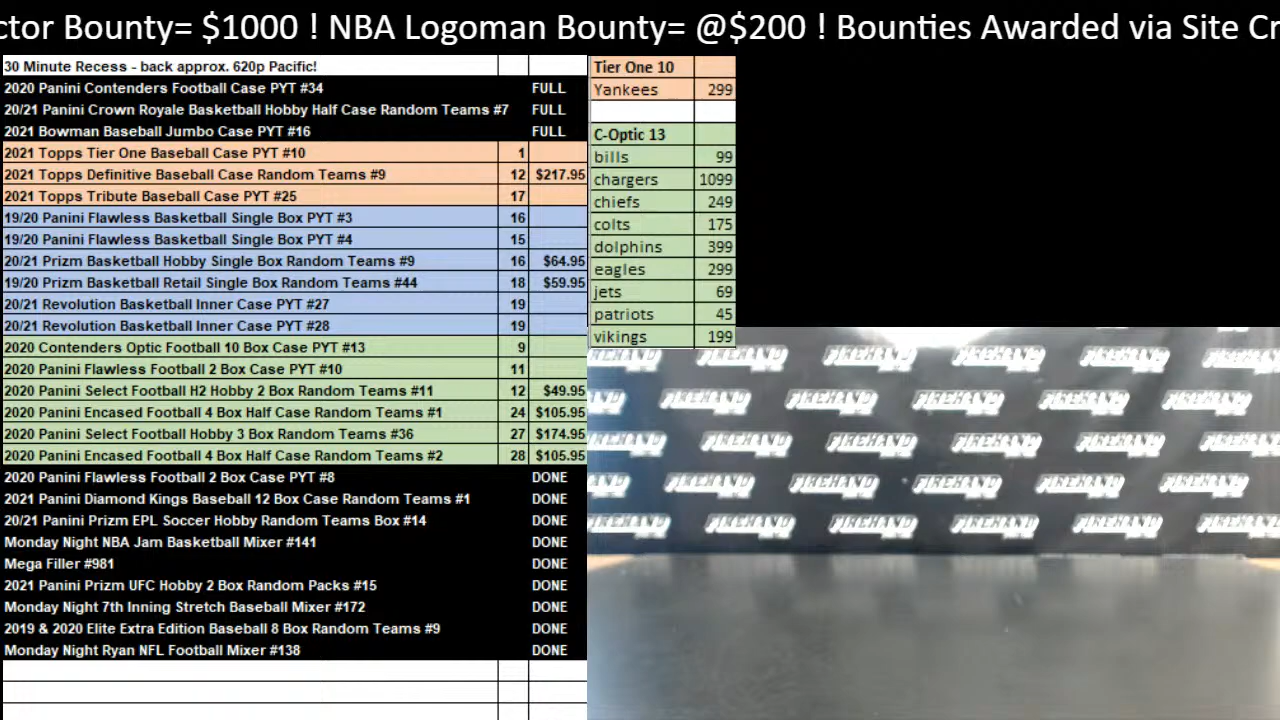 ctor Bounty= $1000 ! NBA Logoman Bounty= @$200 ! Bounties Awarded via Site Cr
30 Minute Recess - back approx. 620p Pacific!
2020 Panini Contenders Football Case PYT #34 FULL
20/21 Panini Crown Royale Basketball Hobby Half Case Random Teams #7 FULL
2021 Bowman Baseball Jumbo Case PYT #16 FULL
2021 Topps Tier One Baseball Case PYT #10 1
2021 Topps Definitive Baseball Case Random Teams #9 12 $217.95
2021 Topps Tribute Baseball Case PYT #25 17
19/20 Panini Flawless Basketball Single Box PYT #3 16
19/20 Panini Flawless Basketball Single Box PYT #4 15
20/21 Prizm Basketball Hobby Single Box Random Teams #9 16 $64.95
19/20 Prizm Basketball Retail Single Box Random Teams #44 18 $59.95
20/21 Revolution Basketball Inner Case PYT #27 19
20/21 Revolution Basketball Inner Case PYT #28 19
2020 Contenders Optic Football 10 Box Case PYT #13 9
2020 Panini Flawless Football 2 Box Case PYT #10 11
2020 Panini Select Football H2 Hobby 2 Box Random Teams #11 12 $49.95
2020 Panini Encased Football 4 Box Half Case Random Teams #1 24 $105.95
2020 Panini Select Football Hobby 3 Box Random Teams #36 27 $174.95
2020 Panini Encased Football 4 Box Half Case Random Teams #2 28 $105.95
2020 Panini Flawless Football 2 Box Case PYT #8 DONE
2021 Panini Diamond Kings Baseball 12 Box Case Random Teams #1 DONE
20/21 Panini Prizm EPL Soccer Hobby Random Teams Box #14 DONE
Monday Night NBA Jam Basketball Mixer #141 DONE
Mega Filler #981 DONE
2021 Panini Prizm UFC Hobby 2 Box Random Packs #15 DONE
Monday Night 7th Inning Stretch Baseball Mixer #172 DONE
2019 & 2020 Elite Extra Edition Baseball 8 Box Random Teams #9 DONE
Monday Night Ryan NFL Football Mixer #138 DONE
Tier One 10
Yankees 299
C-Optic 13
bills 99
chargers 1099
chiefs 249
colts 175
dolphins 399
eagles 299
jets 69
patriots 45
vikings 199
FIREHAND